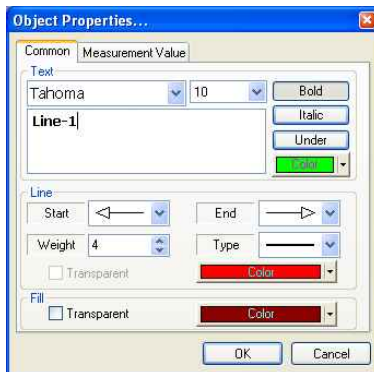 Object Properties...
Common Measurement Value
Text
Tahoma 10 Bold
Line-1 Italic
Under
Color
Line
Start End
Weight 4 Type
Transparent Color
Fill
Transparent Color
OK Cancel